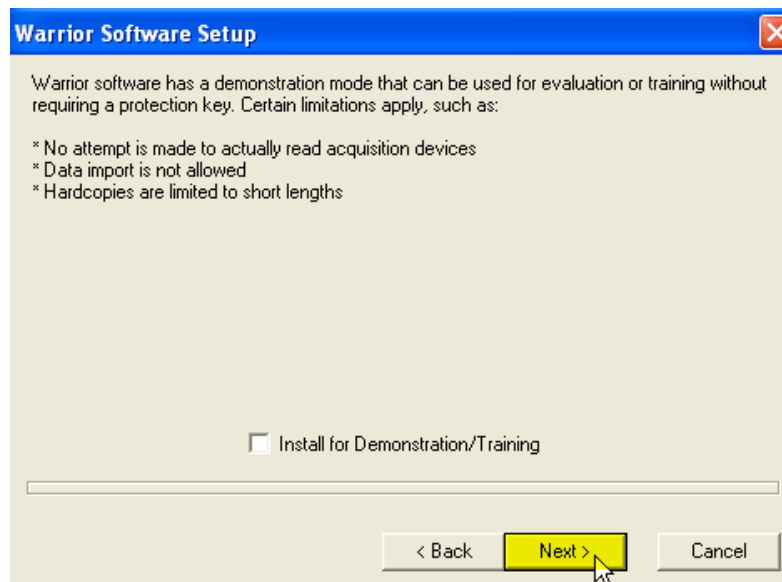 Warrior Software Setup
Warrior software has a demonstration mode that can be used for evaluation or training without
requiring a protection key. Certain limitations apply, such as:
* No attempt is made to actually read acquisition devices
* Data import is not allowed
* Hardcopies are limited to short lengths
Install for Demonstration/Training
< Back Next > Cancel